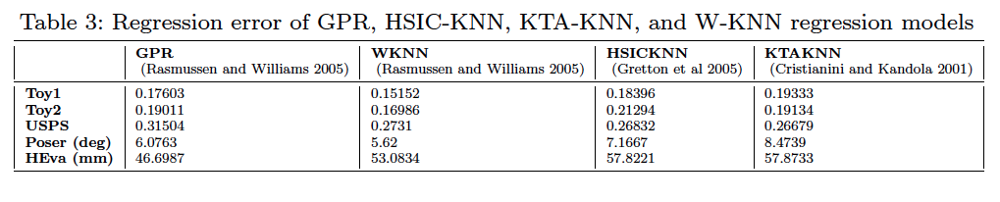 Table 3: Regression error of GPR, HSIC-KNN, KTA-KNN, and W-KNN regression models
GPR WKNN HSICKNN KTAKNN
(Rasmussen and Williams 2005) (Rasmussen and Williams 2005) (Gretton et al 2005) (Cristianini and Kandola 2001)
Toy1 0.17603 0.15152 0.18396 0.19333
Toy2 0.19011 0.16986 0.21294 0.19134
USPS 0.31504 0.2731 0.26832 0.26679
Poser (deg) 6.0763 5.62 7.1667 8.4739
HEva (mm) 46.6987 53.0834 57.8221 57.8733